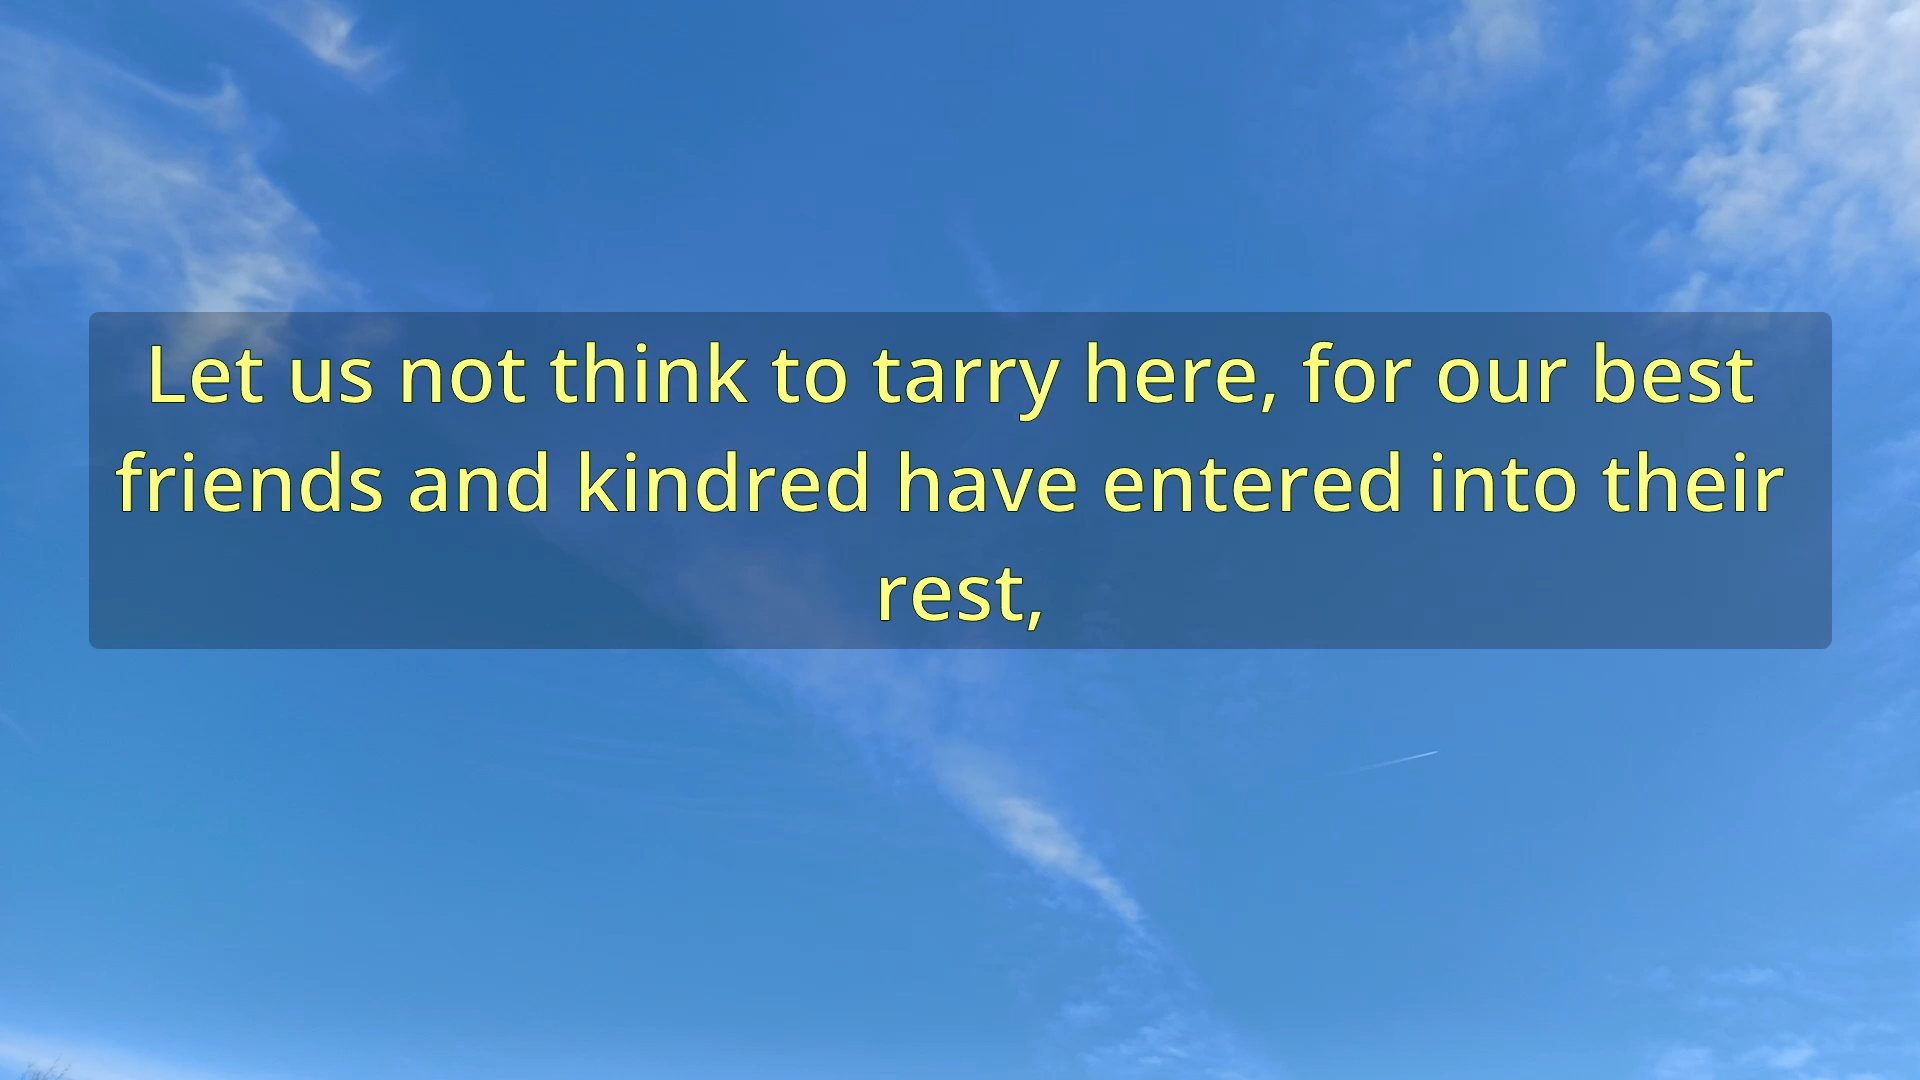 Let us not think to tarry here, for our best
friends and kindred have entered into their
rest,